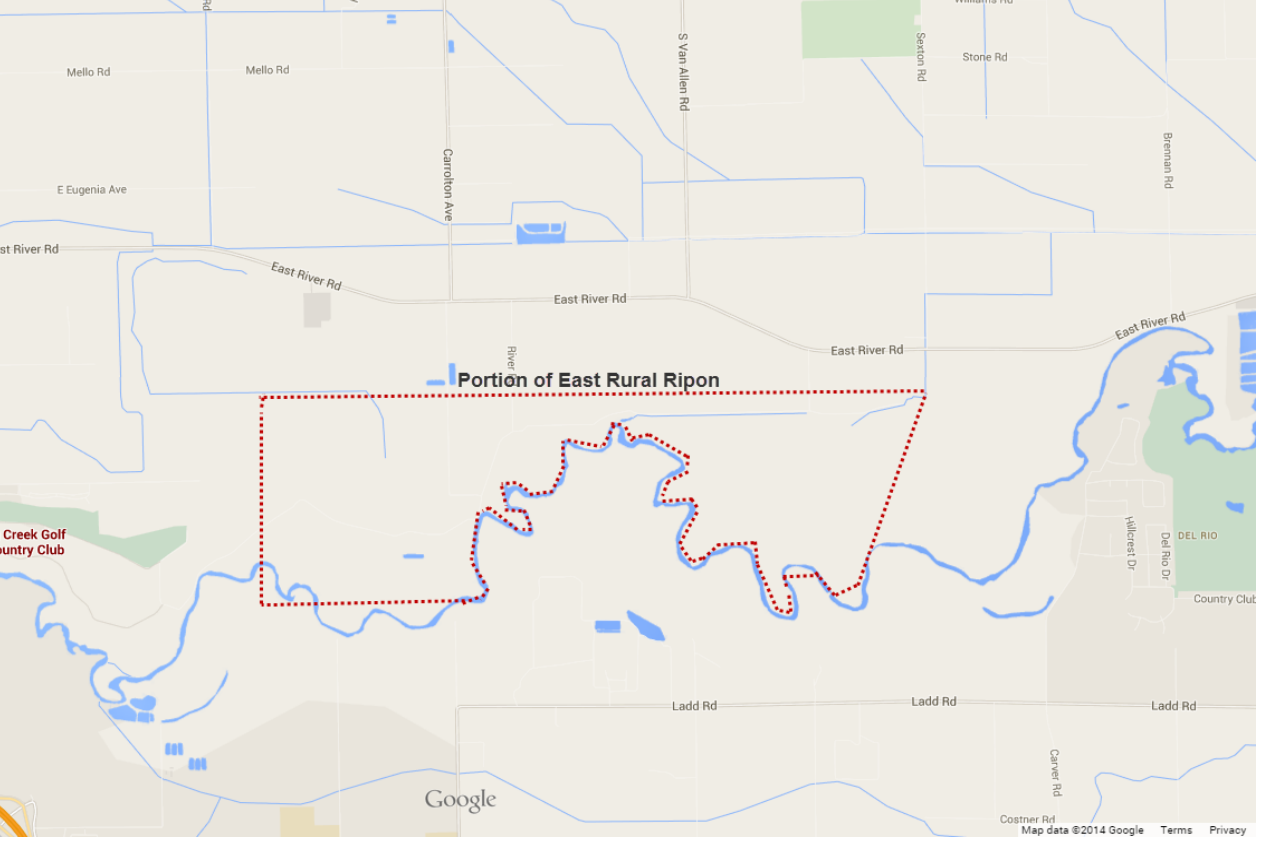 Rd
Williams Rd
S Van Allen Rd
Sexton Rd
Stone Rd
Mello Rd
Mello Rd
Brennan Rd
Carrolton Ave
E Eugenia Ave
st River Rd
East River Rd
East River Rd
East River Rd
East River Rd
River Rd
Portion of East Rural Ripon
Creek Golf
ountry Club
Hillcrest Dr
Del Rio Dr
DEL RIO
Country Club
Ladd Rd
Ladd Rd
Ladd Rd
Carver Rd
Google
Costner Rd
Map data ©2014 Google Terms Privacy